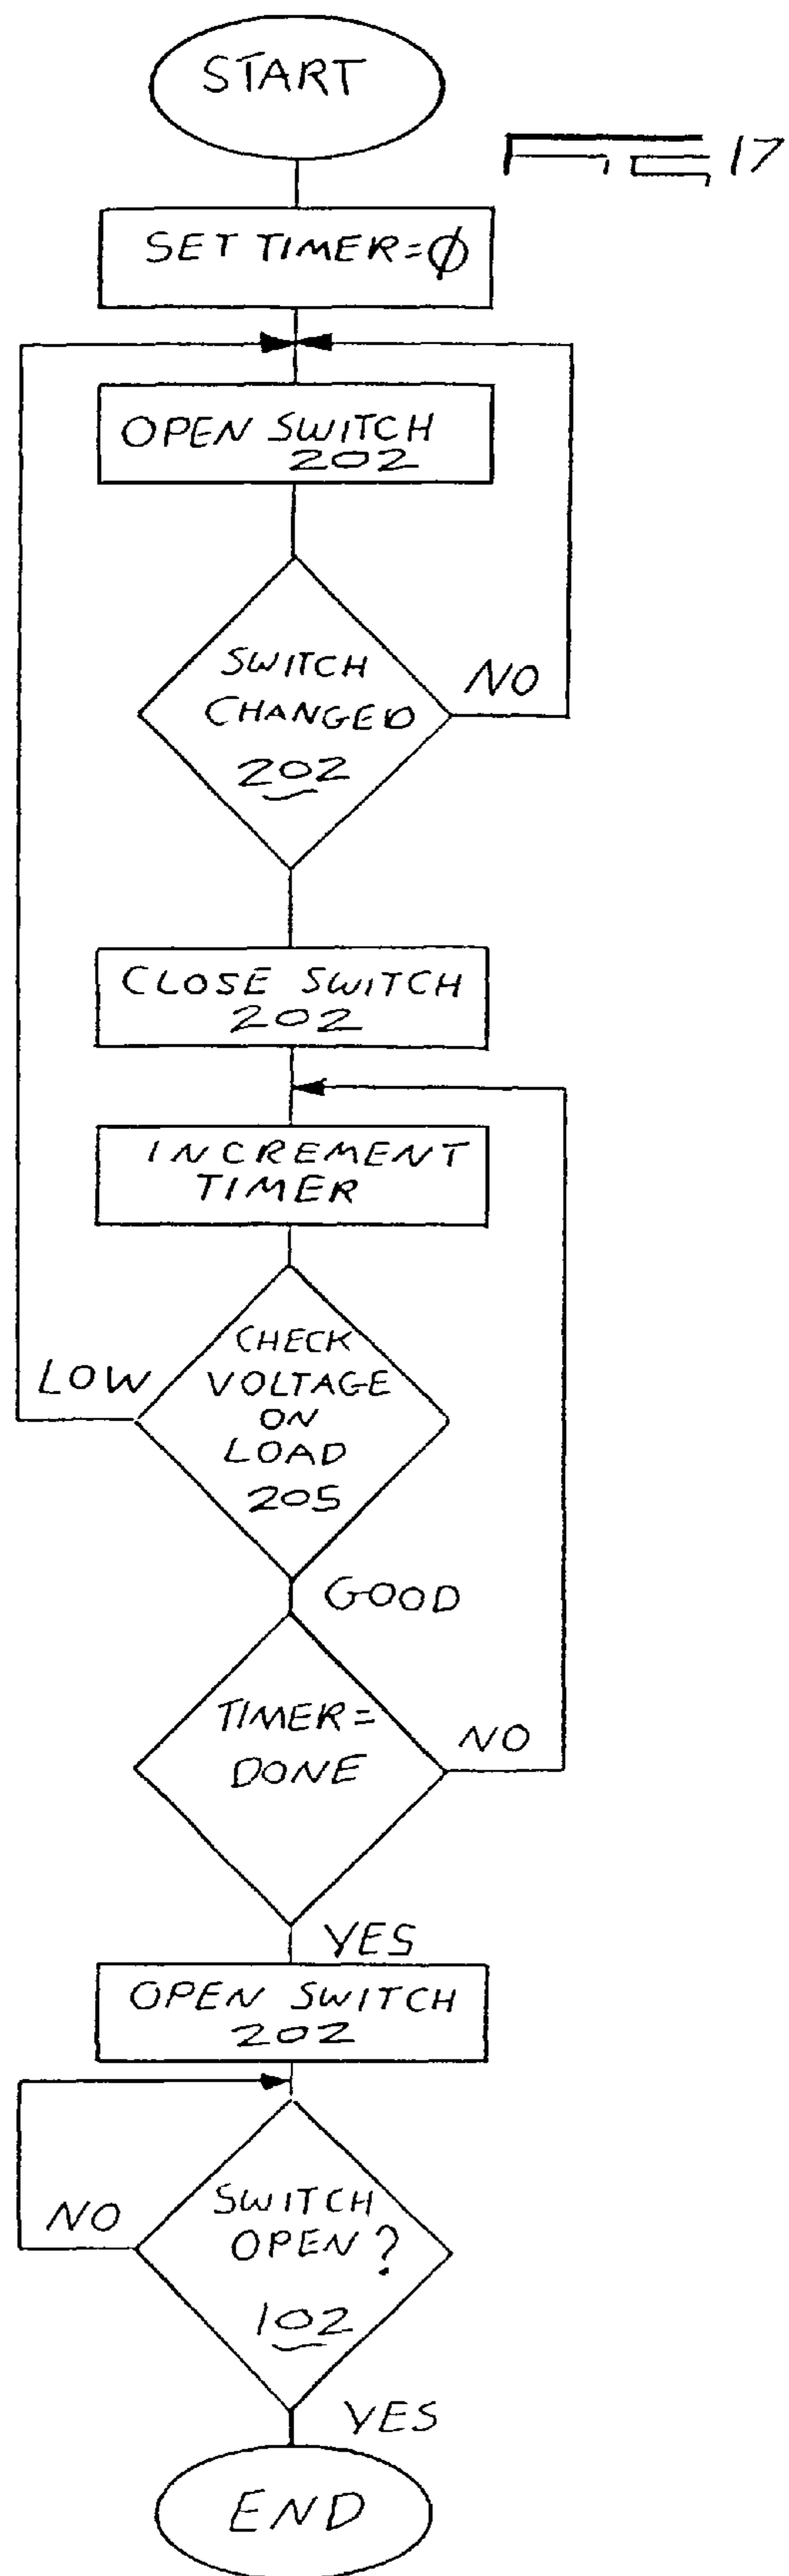 START
FIG 17
SET TIMER=Ø
OPEN SWITCH
202
SWITCH
CHANGED
202
NO
CLOSE SWITCH
202
INCREMENT
TIMER
CHECK
VOLTAGE
ON
LOAD
205
LOW
GOOD
TIMER=
DONE
NO
YES
OPEN SWITCH
202
SWITCH
OPEN?
102
NO
YES
END